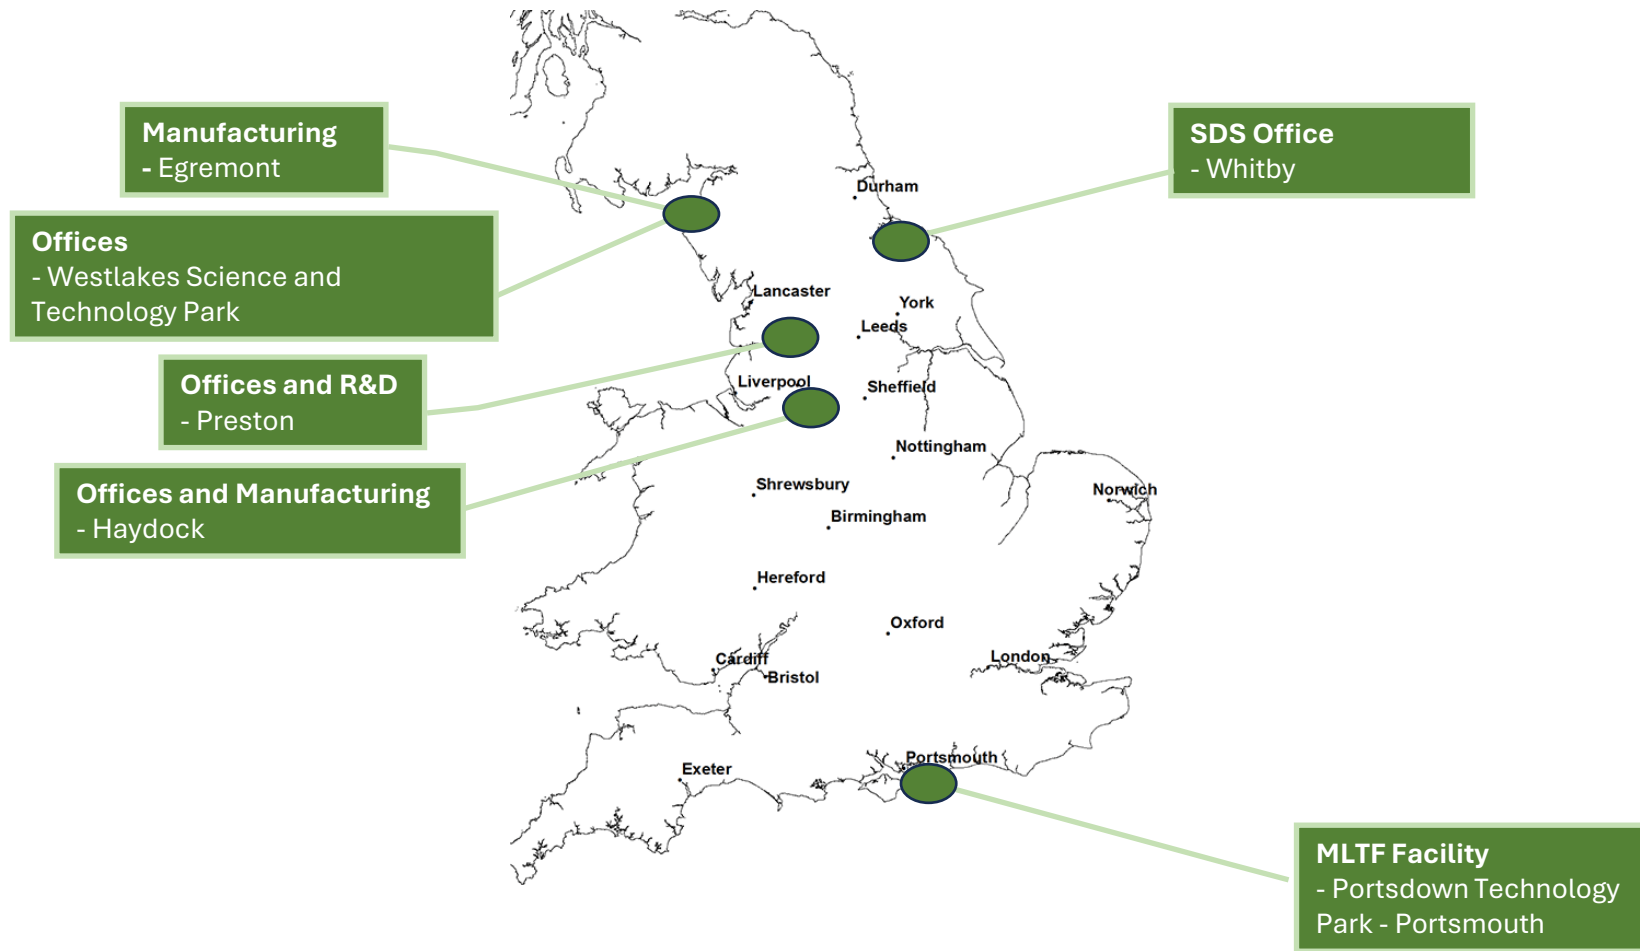 Manufacturing
- Egremont
SDS Office
- Whitby
Durham
Offices
- Westlakes Science and
Technology Park
Lancaster
York
Leeds
Offices and R&D
- Preston
Liverpool
Sheffield
Nottingham
Offices and Manufacturing
- Haydock
Shrewsbury
Norwich
Birmingham
Hereford
Oxford
London
Cardiff
Bristol
Portsmouth
Exeter
MLTF Facility
- Portsdown Technology
Park - Portsmouth